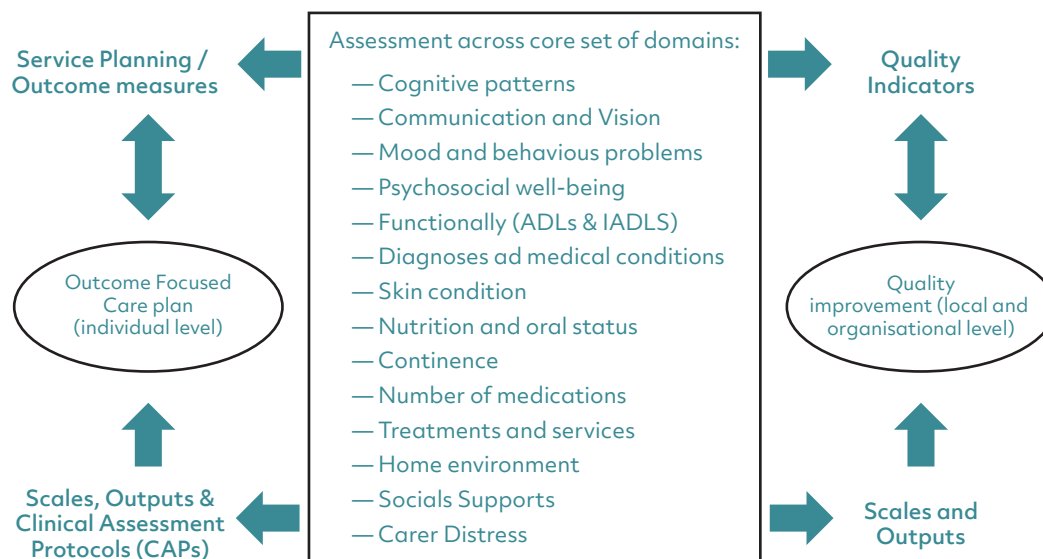 Service Planning /
Outcome measures
Outcome Focused
Care plan
(individual level)
Scales, Outputs &
Clinical Assessment
Protocols (CAPs)
Assessment across core set of domains:
— Cognitive patterns
— Communication and Vision
— Mood and behavious problems
— Psychosocial well-being
— Functionally (ADLs & IADLS)
— Diagnoses ad medical conditions
— Skin condition
— Nutrition and oral status
— Continence
— Number of medications
— Treatments and services
— Home environment
— Socials Supports
— Carer Distress
Quality
Indicators
Quality
improvement (local and
organisational level)
Scales and
Outputs